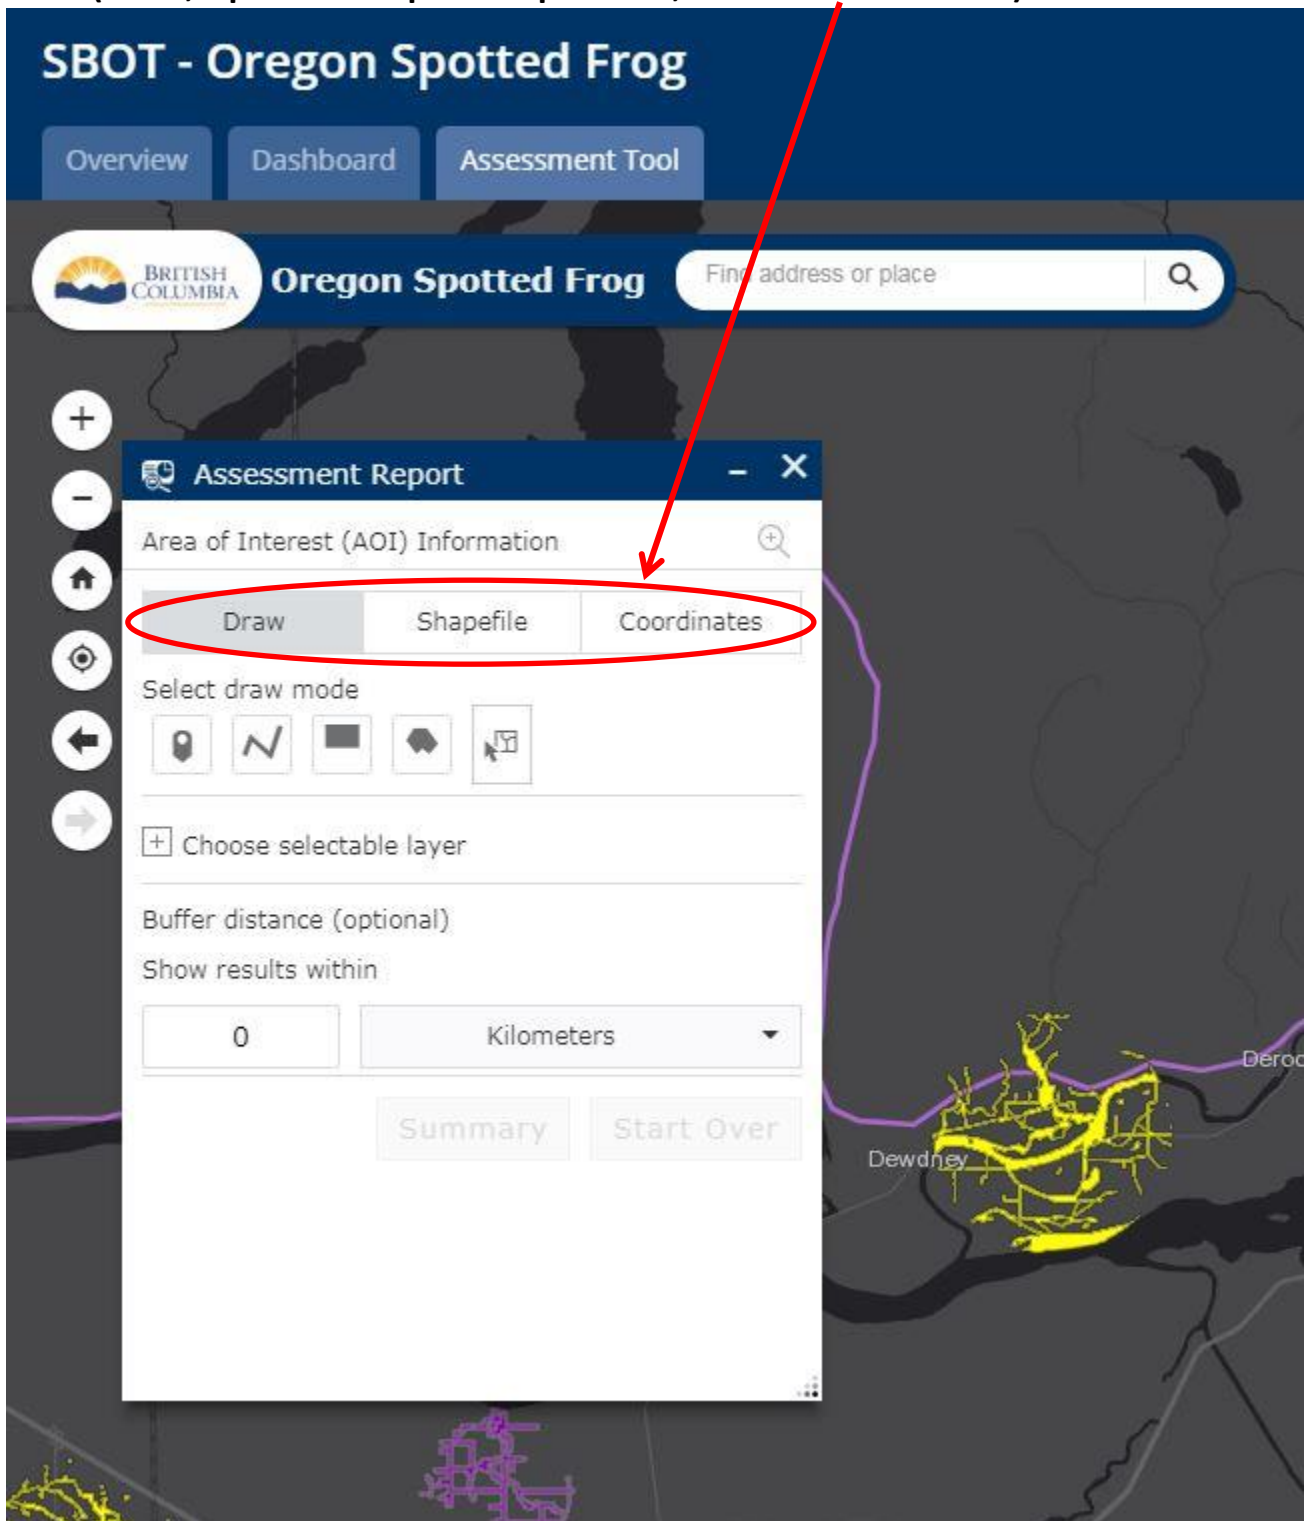 SBOT - Oregon Spotted Frog
Overview Dashboard Assessment Tool
BRITISH COLUMBIA
Oregon Spotted Frog
Find address or place
Assessment Report
Area of Interest (AOI) Information
Draw Shapefile Coordinates
Select draw mode
Choose selectable layer
Buffer distance (optional)
Show results within
0 Kilometers
Deroc
Summary Start Over
Dewdney